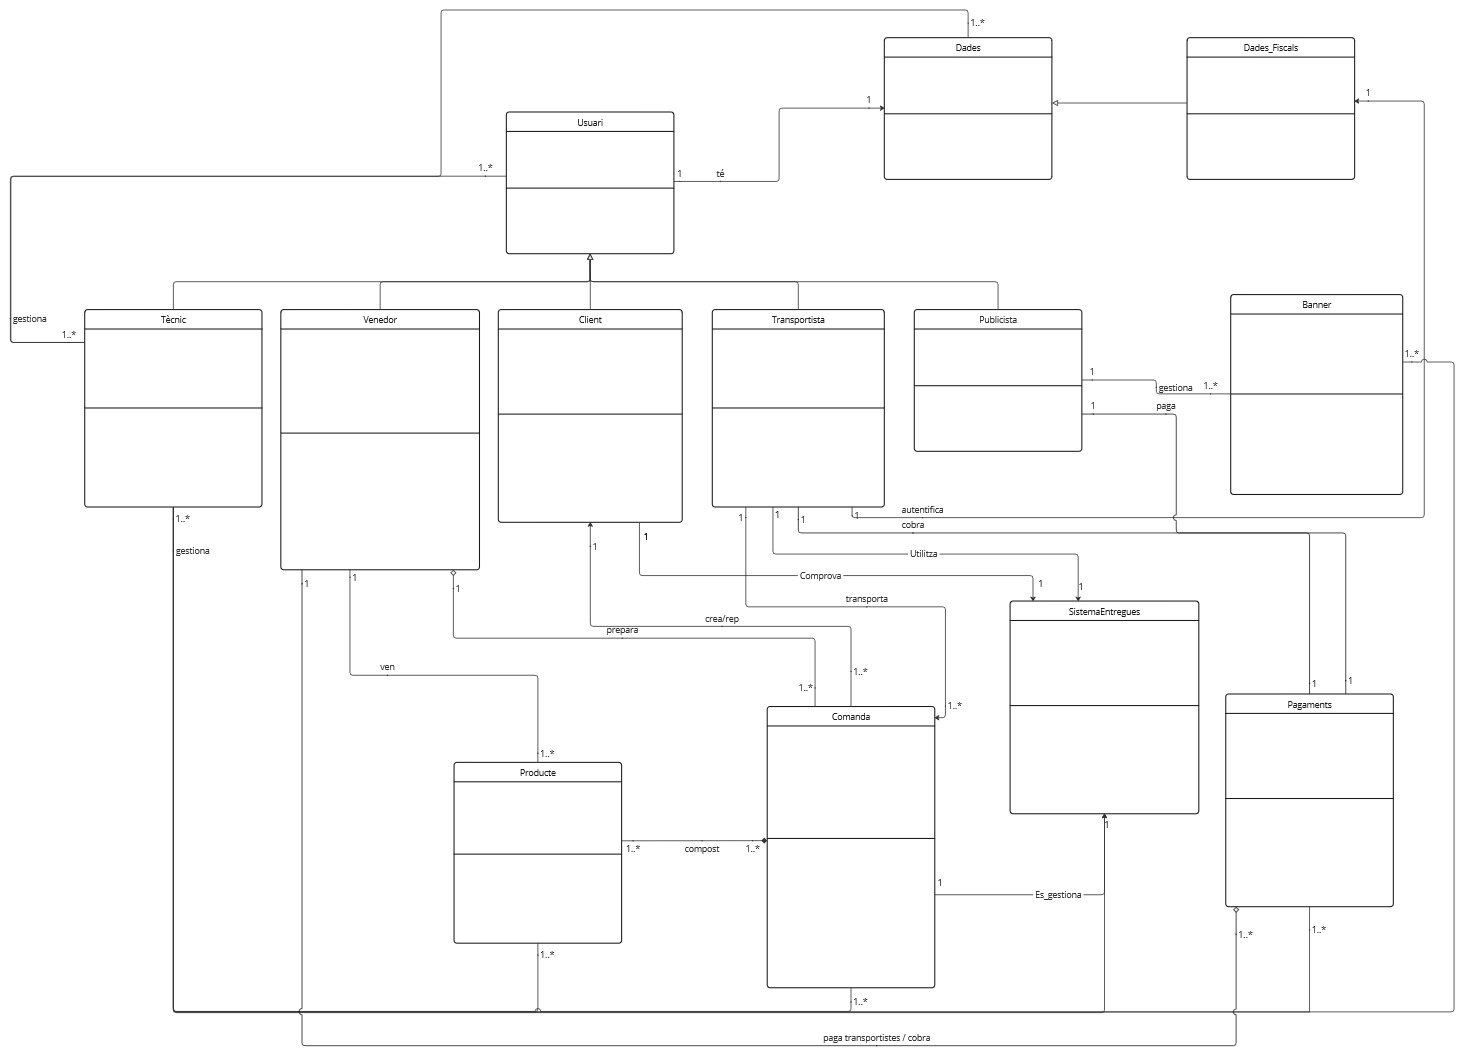 1..*
Dades
Dades_Fiscals
1
1
Usuari
1..*
1
té
gestiona
1..*
Tècnic
Venedor
Client
Transportista
Publicista
Banner
1..*
1
gestiona
1..*
1
paga
1..*
gestiona
1
1
1
1
autentifica
cobra
1
1
Utilitza
Comprova
1
1
1
1
1
transporta
SistemaEntregues
crea/rep
prepara
ven
1..*
1..*
1
1
1..*
Pagaments
Comanda
1..*
Producte
1
1..*
compost
1..*
1
Es_gestiona
1..*
1..*
1..*
1..*
paga transportistes / cobra